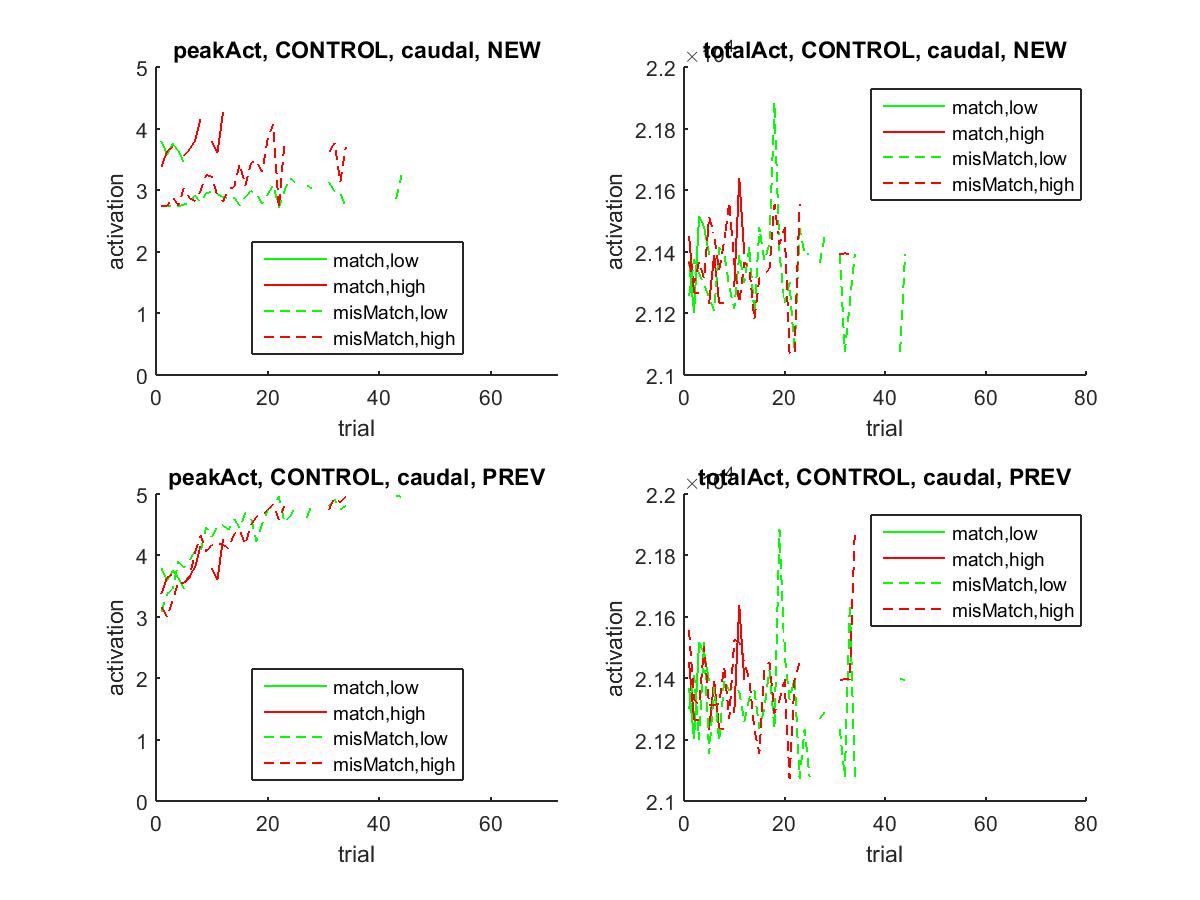 peakAct, CONTROL, caudal, NEW
5
4
3
2
1
0
activation
0 20 40 60
trial
match,low
match,high
misMatch,low
misMatch,high
×10⁴
totalAct, CONTROL, caudal, NEW
2.2
2.18
2.16
2.14
2.12
2.1
activation
0 20 40 60 80
trial
match,low
match,high
misMatch,low
misMatch,high
peakAct, CONTROL, caudal, PREV
5
4
3
2
1
0
activation
0 20 40 60
trial
match,low
match,high
misMatch,low
misMatch,high
×10⁴
totalAct, CONTROL, caudal, PREV
2.2
2.18
2.16
2.14
2.12
2.1
activation
0 20 40 60 80
trial
match,low
match,high
misMatch,low
misMatch,high